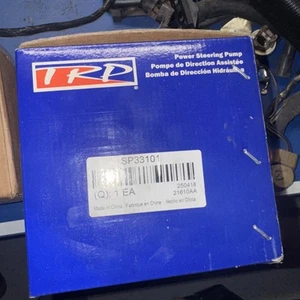 Power Steering Pump
Pompe de Direction Assistée
Bomba de Dirección Hidráulica
TRP
SP33101
(Q): 1 EA
250418
21610AA
Made in China Fabriqué en Chine Hecho en China